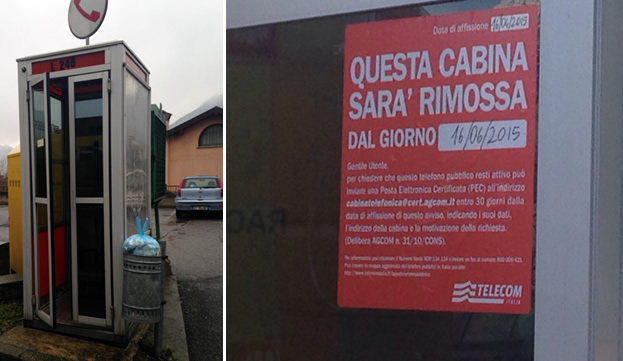 L 246
Data di affissione
QUESTA CABINA
SARA' RIMOSSA
DAL GIORNO 16/06/2015
Gentile Utente,
per chiedere che questo telefono pubblico resti attivo può
inviare una Posta Elettronica Certificata (PEC) all'indirizzo
cabinatelefonica@cert.agcom.it entro 30 giorni dalla
data di affissione di questo avviso, indicando i suoi dati,
l'indirizzo della cabina e la motivazione della richiesta.
(Delibera AGCOM n. 31/10/CONS).
TELECOM
ITALIA